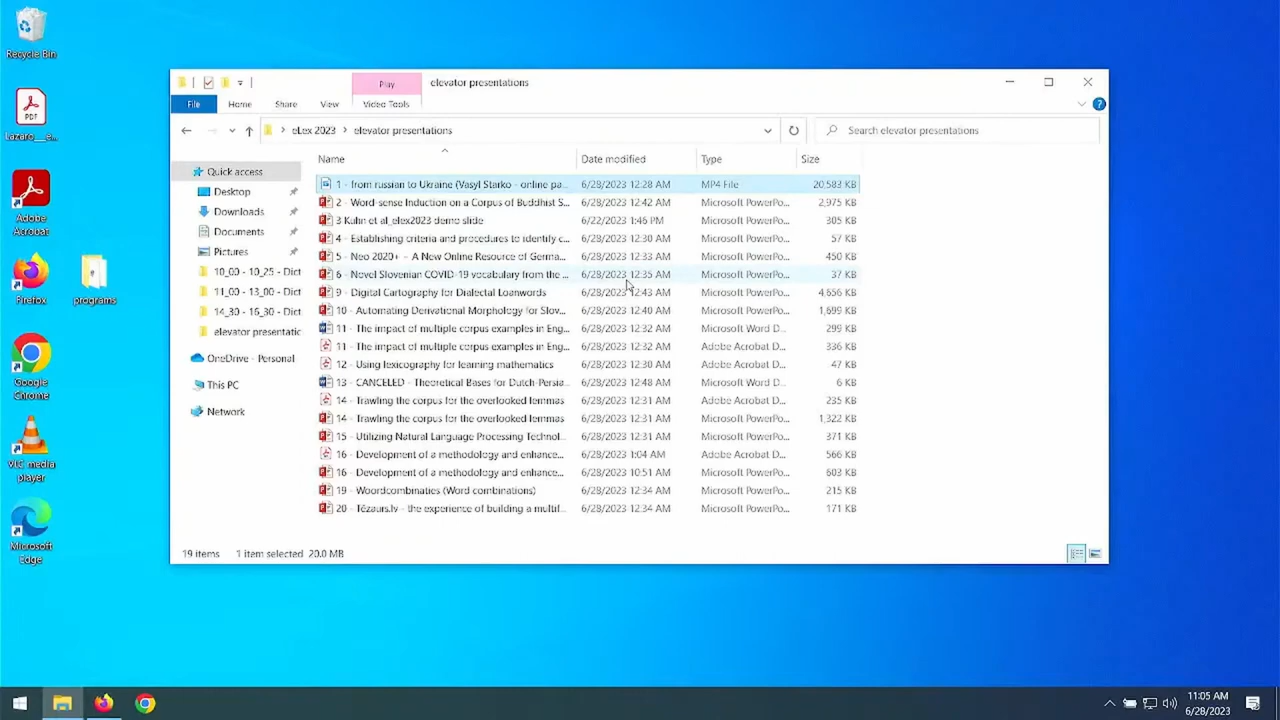 Recycle Bin
PDF
Lazaro__e...
Adobe
Acrobat
Firefox
programs
Google
Chrome
VLC media
player
Microsoft
Edge
Play
elevator presentations
File
Home
Share
View
Video Tools
?
eLex 2023
elevator presentations
Search elevator presentations
Quick access
Desktop
Downloads
Documents
Pictures
10_00 - 10_25 - Dict
11_00 - 13_00 - Dict
14_30 - 16_30 - Dict
elevator presentatic
OneDrive - Personal
This PC
Network
Name Date modified Type Size
1 - from russian to Ukraine (Vasyl Starko - online pa... 6/28/2023 12:28 AM MP4 File 20,583 KB
2 - Word-sense Induction on a Corpus of Buddhist S... 6/28/2023 12:42 AM Microsoft PowerPo... 2,975 KB
3 Kuhn et al_elex2023 demo slide 6/22/2023 1:46 PM Microsoft PowerPo... 305 KB
4 - Establishing criteria and procedures to identify c... 6/28/2023 12:30 AM Microsoft PowerPo... 57 KB
5 - Neo 2020+ – A New Online Resource of Germa... 6/28/2023 12:33 AM Microsoft PowerPo... 450 KB
6 - Novel Slovenian COVID-19 vocabulary from the ... 6/28/2023 12:35 AM Microsoft PowerPo... 37 KB
9 - Digital Cartography for Dialectal Loanwords 6/28/2023 12:43 AM Microsoft PowerPo... 4,656 KB
10 - Automating Derivational Morphology for Slov... 6/28/2023 12:40 AM Microsoft PowerPo... 1,699 KB
11 - The impact of multiple corpus examples in Eng... 6/28/2023 12:32 AM Microsoft Word D... 299 KB
11 - The impact of multiple corpus examples in Eng... 6/28/2023 12:32 AM Adobe Acrobat D... 336 KB
12 - Using lexicography for learning mathematics 6/28/2023 12:30 AM Adobe Acrobat D... 47 KB
13 - CANCELED - Theoretical Bases for Dutch-Persia... 6/28/2023 12:48 AM Microsoft Word D... 6 KB
14 - Trawling the corpus for the overlooked lemmas 6/28/2023 12:31 AM Adobe Acrobat D... 235 KB
14 - Trawling the corpus for the overlooked lemmas 6/28/2023 12:31 AM Microsoft PowerPo... 1,322 KB
15 - Utilizing Natural Language Processing Technol... 6/28/2023 12:31 AM Microsoft PowerPo... 371 KB
16 - Development of a methodology and enhance... 6/28/2023 1:04 AM Adobe Acrobat D... 566 KB
16 - Development of a methodology and enhance... 6/28/2023 10:51 AM Microsoft PowerPo... 603 KB
19 - Woordcombinaties (Word combinations) 6/28/2023 12:34 AM Microsoft PowerPo... 215 KB
20 - Tēzaurs.lv - the experience of building a multif... 6/28/2023 12:34 AM Microsoft PowerPo... 171 KB
19 items 1 item selected 20.0 MB
11:05 AM
6/28/2023